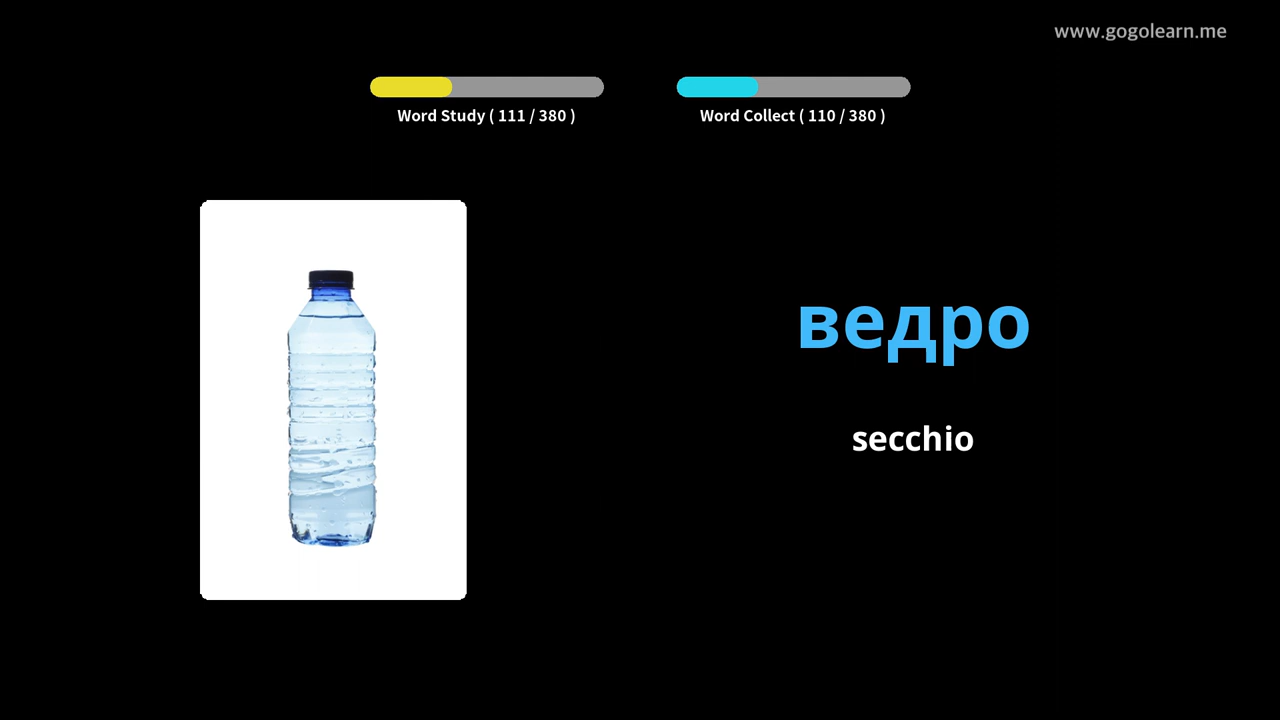 www.gogolearn.me
Word Study ( 111 / 380 )
Word Collect ( 110 / 380 )
ведро
secchio